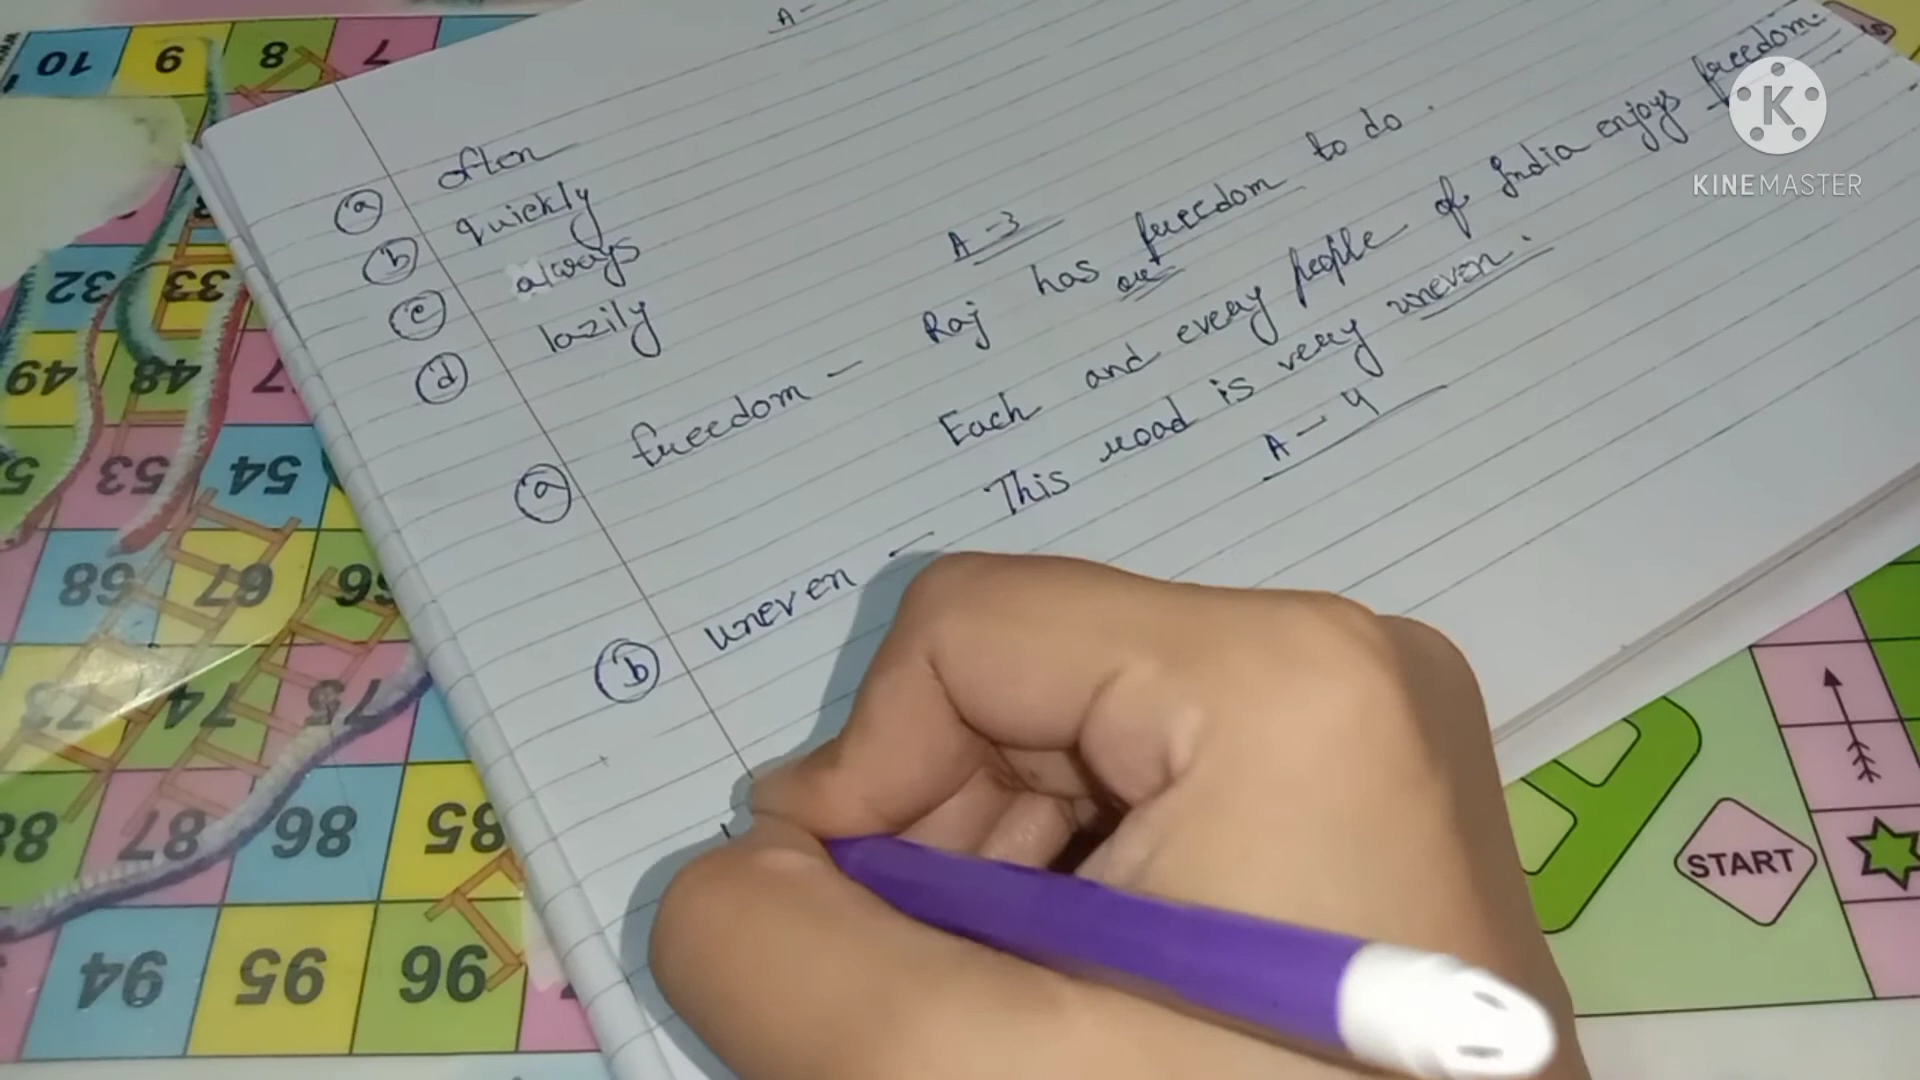 A-
ⓐ often
ⓑ quickly
ⓒ always
ⓓ lazily
A-3
ⓐ freedom - Raj has freedom to do.
Each and every people of India enjoys freedom.
ⓑ uneven - This road is very uneven.
A-4
KINEMASTER
10 9 8 7
32 33
49 48
53 54
68 67 66
73 74 75
88 87 86 85
94 95 96
START